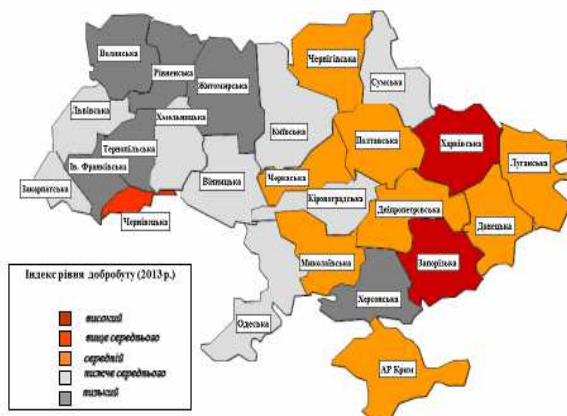 Волинська
Рівненська
Житомирська
Чернігівська
Сумська
Львівська
Хмельницька
Київська
Полтавська
Харківська
Луганська
Тернопільська
Ів. Франківська
Закарпатська
Вінницька
Черкаська
Кіровоградська
Дніпропетрівська
Донецька
Чернівецька
Миколаївська
Запорізька
Херсонська
Одеська
АР Крим
Індекс рівня добробуту (2013 р.)
високий
вище середнього
середній
нижче середнього
низький